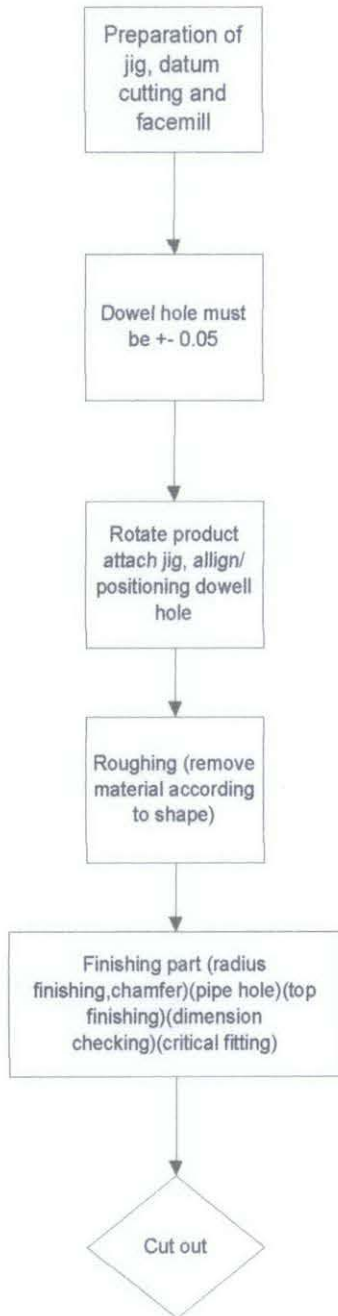 Preparation of
jig, datum
cutting and
facemill
Dowel hole must
be +- 0.05
Rotate product
attach jig, allign/
positioning dowell
hole
Roughing (remove
material according
to shape)
Finishing part (radius
finishing,chamfer)(pipe hole)(top
finishing)(dimension
checking)(critical fitting)
Cut out